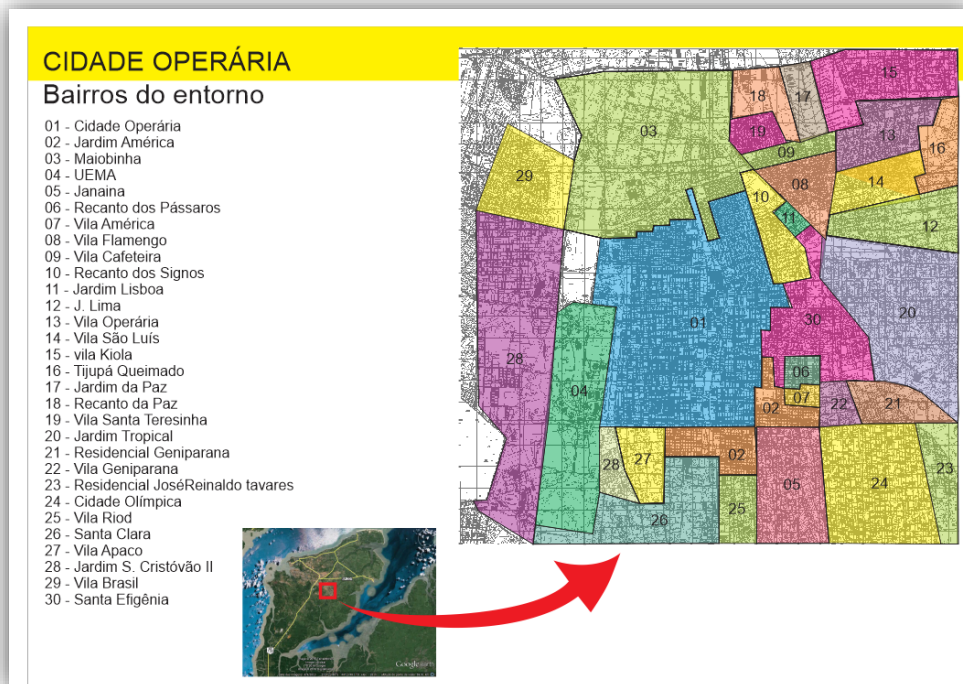 CIDADE OPERÁRIA
Bairros do entorno
01 - Cidade Operária
02 - Jardim América
03 - Maiobinha
04 - UEMA
05 - Janaina
06 - Recanto dos Pássaros
07 - Vila América
08 - Vila Flamengo
09 - Vila Cafeteira
10 - Recanto dos Signos
11 - Jardim Lisboa
12 - J. Lima
13 - Vila Operária
14 - Vila São Luís
15 - vila Kiola
16 - Tijupá Queimado
17 - Jardim da Paz
18 - Recanto da Paz
19 - Vila Santa Teresinha
20 - Jardim Tropical
21 - Residencial Geniparana
22 - Vila Geniparana
23 - Residencial JoséReinaldo tavares
24 - Cidade Olímpica
25 - Vila Riod
26 - Santa Clara
27 - Vila Apaco
28 - Jardim S. Cristóvão II
29 - Vila Brasil
30 - Santa Efigênia
15
18
17
03
19
13
16
09
29
08
14
10
11
12
20
01
30
28
04
06
07
02
22
21
02
28
27
05
24
23
25
26
Google